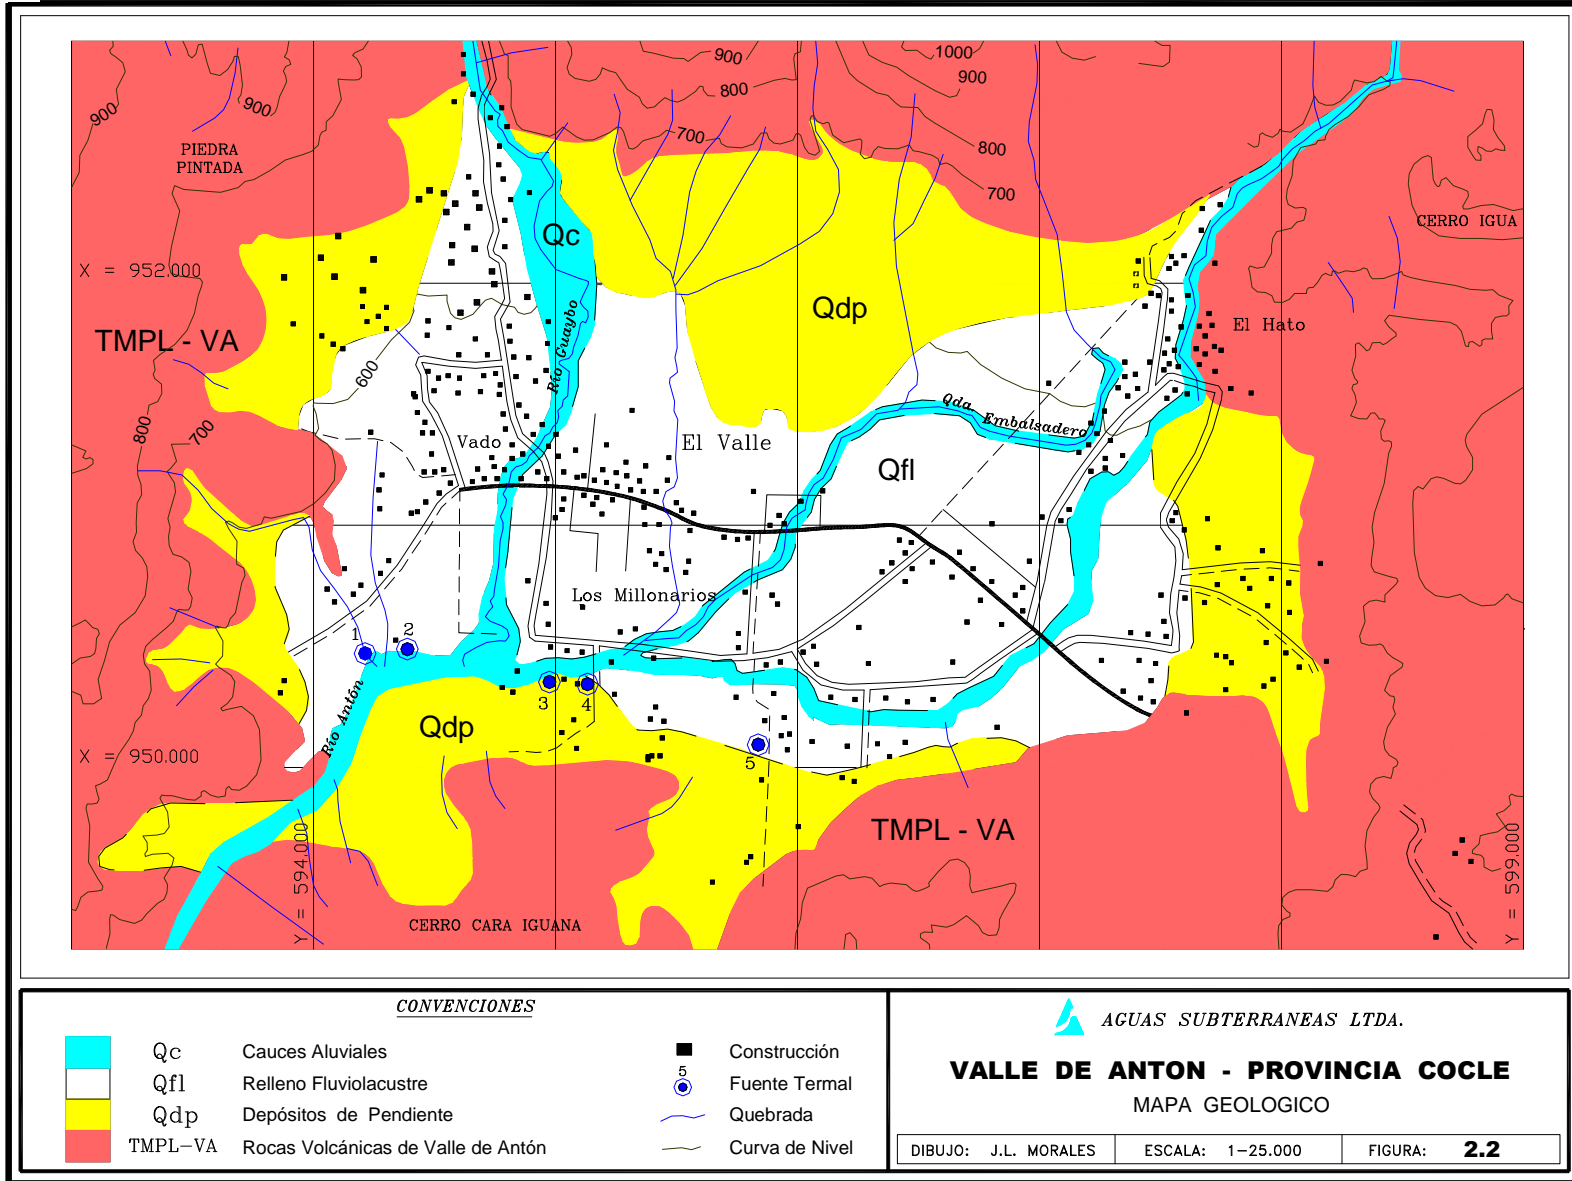 900
1000
900
900
800
900
700
800
700
PIEDRA
PINTADA
CERRO IGUA
Qc
X = 952.000
Qdp
TMPL - VA
Río Guaybo
El Hato
600
Qda. Embalsadero
800
700
Vado
El Valle
Qfl
Los Millonarios
1
2
3
4
5
Río Antón
Qdp
X = 950.000
TMPL - VA
Y = 594.000
Y = 599.000
CERRO CARA IGUANA
CONVENCIONES
Qc Cauces Aluviales
Qfl Relleno Fluviolacustre
Qdp Depósitos de Pendiente
TMPL-VA Rocas Volcánicas de Valle de Antón
Construcción
5
Fuente Termal
Quebrada
Curva de Nivel
AGUAS SUBTERRANEAS LTDA.
VALLE DE ANTON - PROVINCIA COCLE
MAPA GEOLOGICO
DIBUJO: J.L. MORALES ESCALA: 1-25.000 FIGURA: 2.2